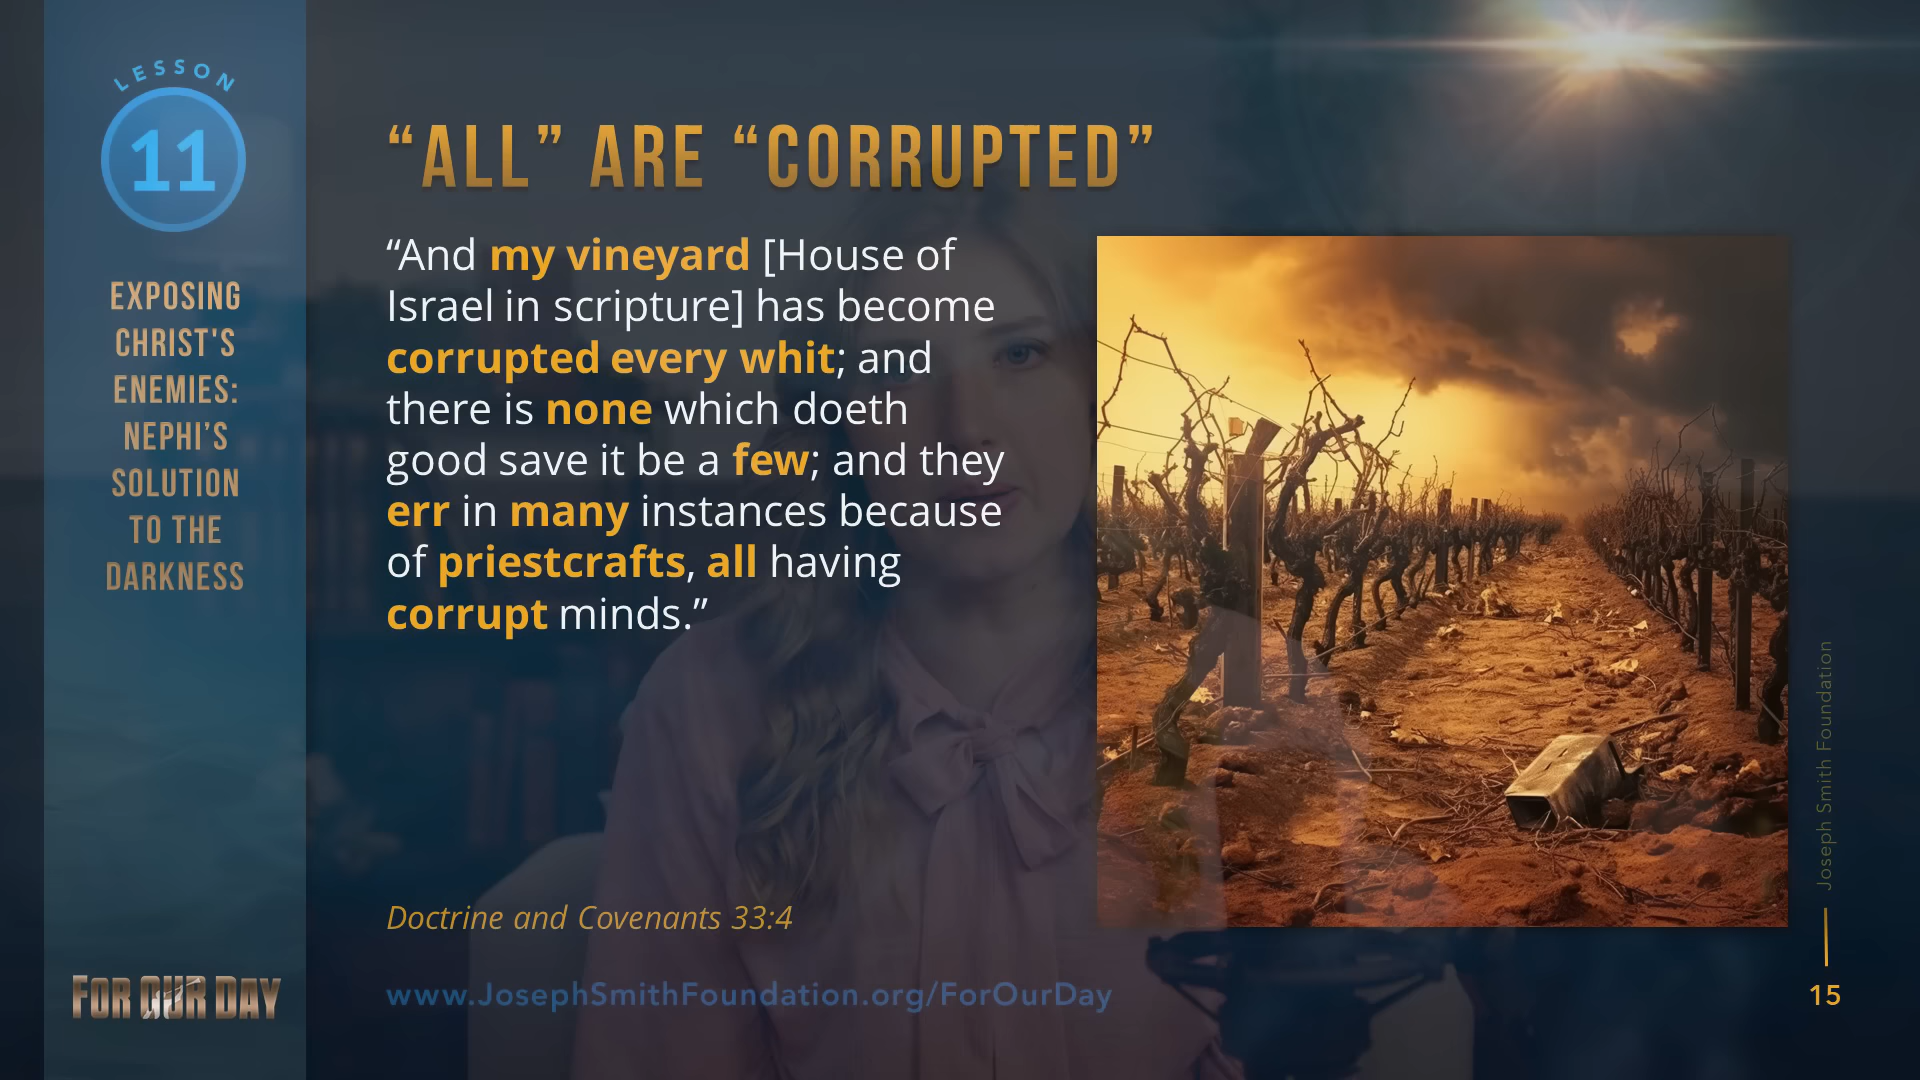 LESSON
11
EXPOSING
CHRIST'S
ENEMIES:
NEPHI’S
SOLUTION
TO THE
DARKNESS
FOR OUR DAY
“ALL” ARE “CORRUPTED”
“And my vineyard [House of
Israel in scripture] has become
corrupted every whit; and
there is none which doeth
good save it be a few; and they
err in many instances because
of priestcrafts, all having
corrupt minds.”
Doctrine and Covenants 33:4
www.JosephSmithFoundation.org/ForOurDay
Joseph Smith Foundation
15